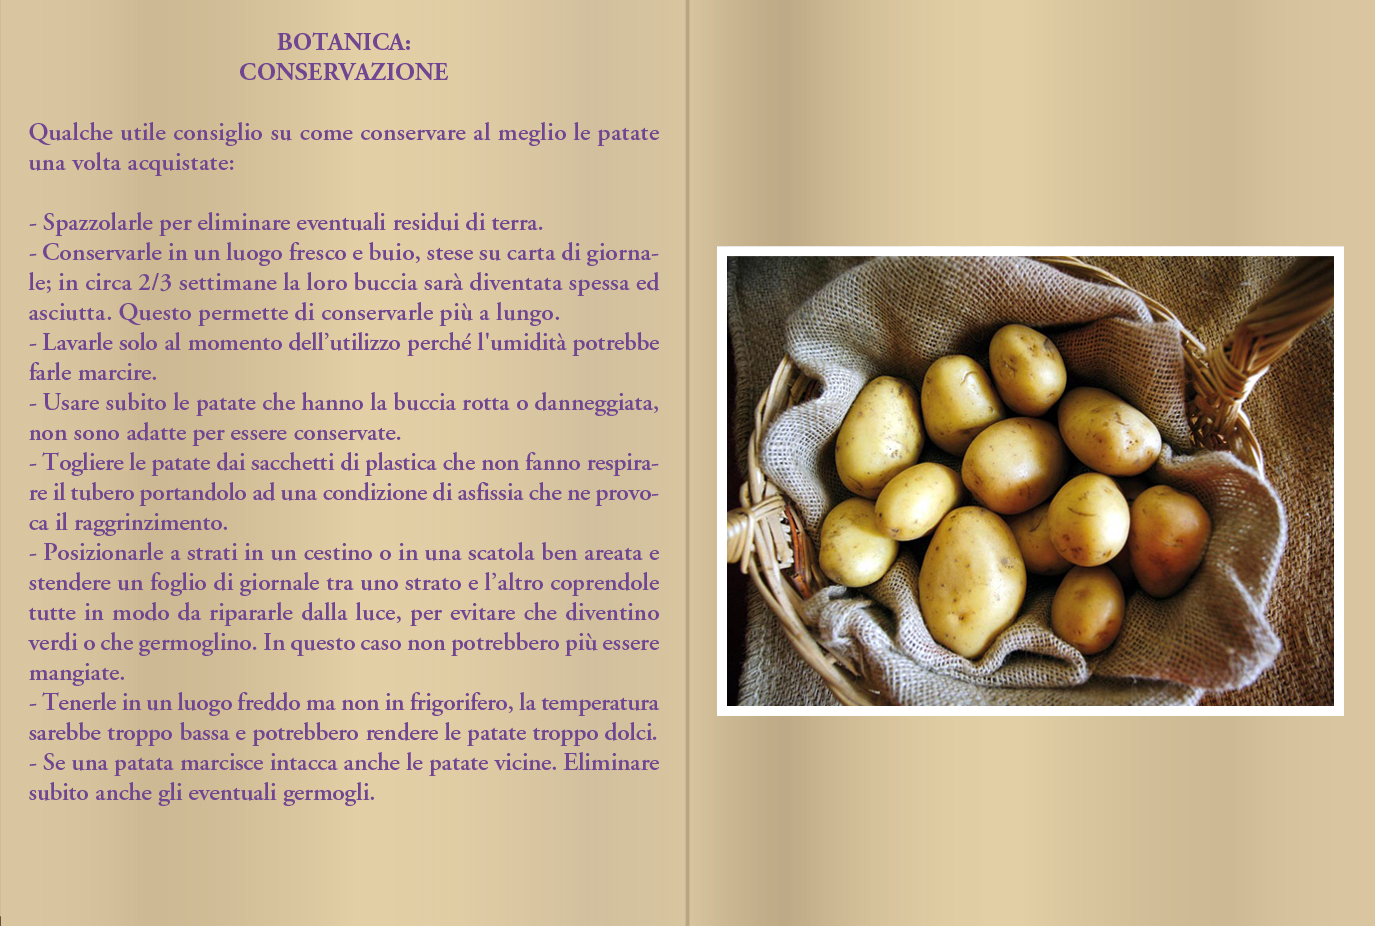 BOTANICA:
CONSERVAZIONE
Qualche utile consiglio su come conservare al meglio le patate
una volta acquistate:
- Spazzolarle per eliminare eventuali residui di terra.
- Conservarle in un luogo fresco e buio, stese su carta di giorna-
le; in circa 2/3 settimane la loro buccia sarà diventata spessa ed
asciutta. Questo permette di conservarle più a lungo.
- Lavarle solo al momento dell’utilizzo perché l'umidità potrebbe
farle marcire.
- Usare subito le patate che hanno la buccia rotta o danneggiata,
non sono adatte per essere conservate.
- Togliere le patate dai sacchetti di plastica che non fanno respira-
re il tubero portandolo ad una condizione di asfissia che ne provo-
ca il raggrinzimento.
- Posizionarle a strati in un cestino o in una scatola ben areata e
stendere un foglio di giornale tra uno strato e l’altro coprendole
tutte in modo da ripararle dalla luce, per evitare che diventino
verdi o che germoglino. In questo caso non potrebbero più essere
mangiate.
- Tenerle in un luogo freddo ma non in frigorifero, la temperatura
sarebbe troppo bassa e potrebbero rendere le patate troppo dolci.
- Se una patata marcisce intacca anche le patate vicine. Eliminare
subito anche gli eventuali germogli.